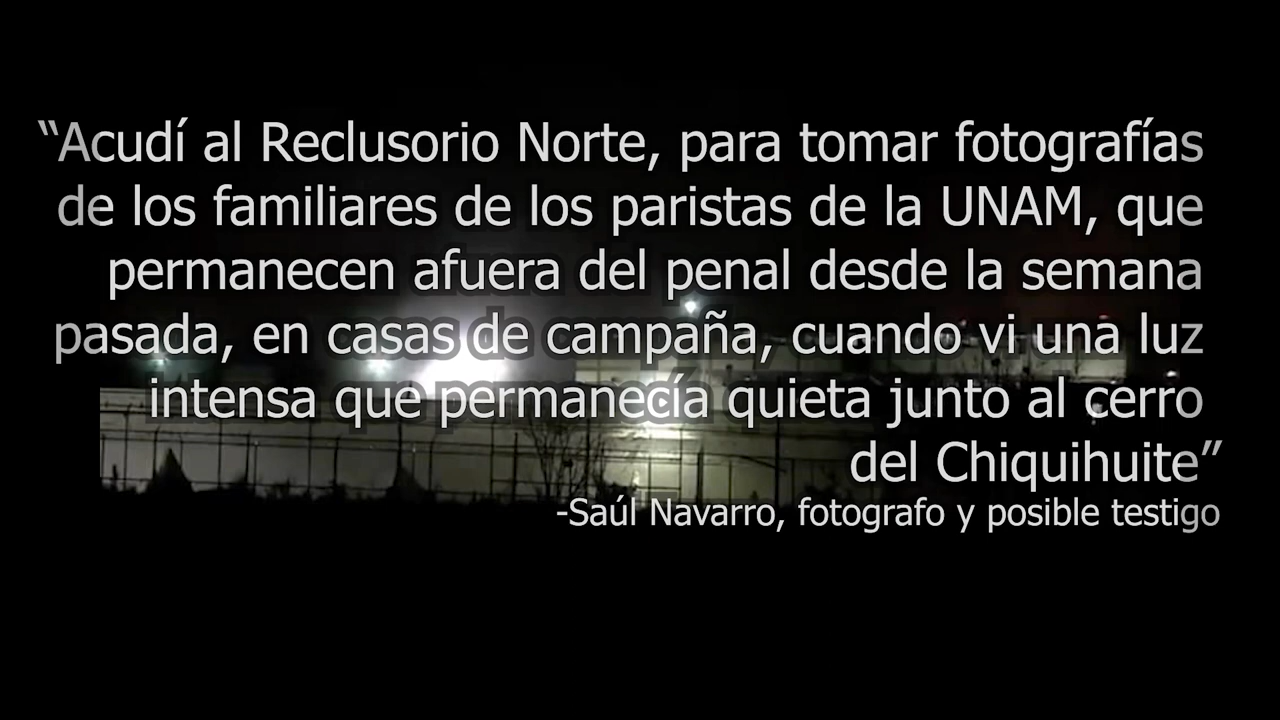 “Acudí al Reclusorio Norte, para tomar fotografías
de los familiares de los paristas de la UNAM, que
permanecen afuera del penal desde la semana
pasada, en casas de campaña, cuando vi una luz
intensa que permanecía quieta junto al cerro
del Chiquihuite”
-Saúl Navarro, fotografo y posible testigo